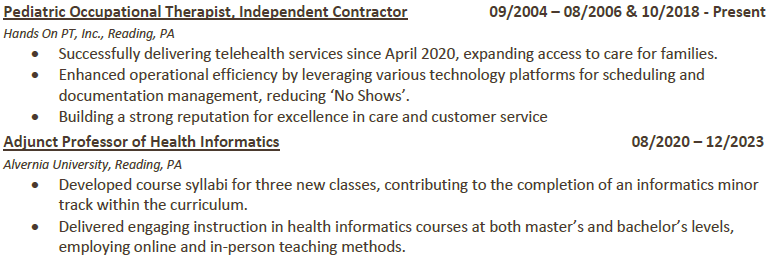 Pediatric Occupational Therapist, Independent Contractor 09/2004 – 08/2006 & 10/2018 - Present
Hands On PT, Inc., Reading, PA
• Successfully delivering telehealth services since April 2020, expanding access to care for families.
• Enhanced operational efficiency by leveraging various technology platforms for scheduling and
documentation management, reducing ‘No Shows’.
• Building a strong reputation for excellence in care and customer service
Adjunct Professor of Health Informatics 08/2020 – 12/2023
Alvernia University, Reading, PA
• Developed course syllabi for three new classes, contributing to the completion of an informatics minor
track within the curriculum.
• Delivered engaging instruction in health informatics courses at both master’s and bachelor’s levels,
employing online and in-person teaching methods.